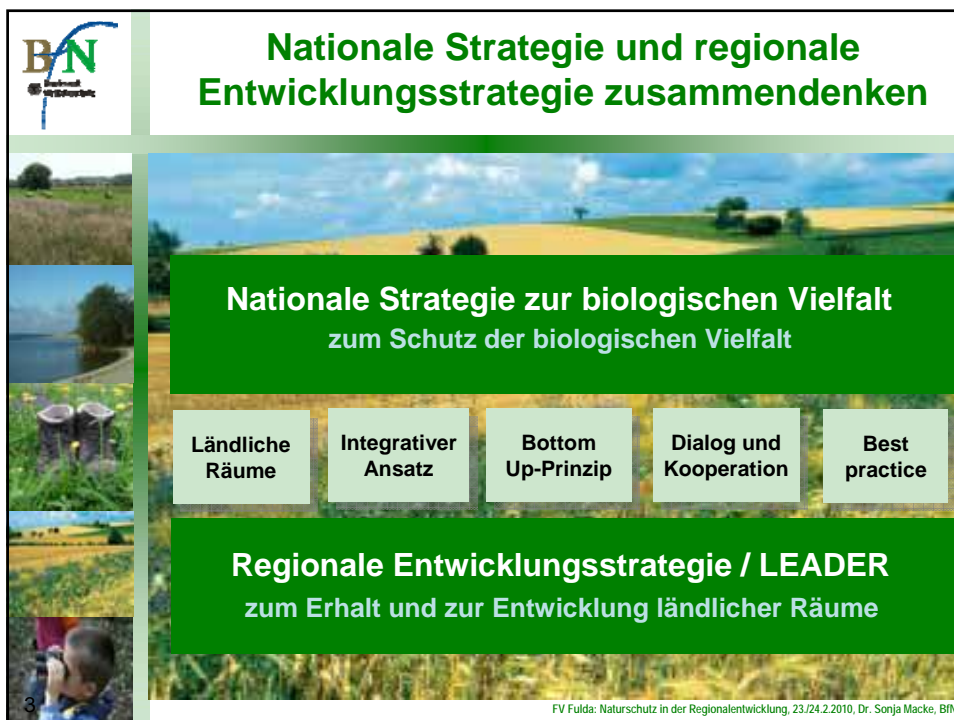 BfN
Nationale Strategie und regionale
Entwicklungsstrategie zusammendenken
Nationale Strategie zur biologischen Vielfalt
zum Schutz der biologischen Vielfalt
Ländliche
Räume
Integrativer
Ansatz
Bottom
Up-Prinzip
Dialog und
Kooperation
Best
practice
Regionale Entwicklungsstrategie / LEADER
zum Erhalt und zur Entwicklung ländlicher Räume
3
FV Fulda: Naturschutz in der Regionalentwicklung, 23./24.2.2010, Dr. Sonja Macke, BfN